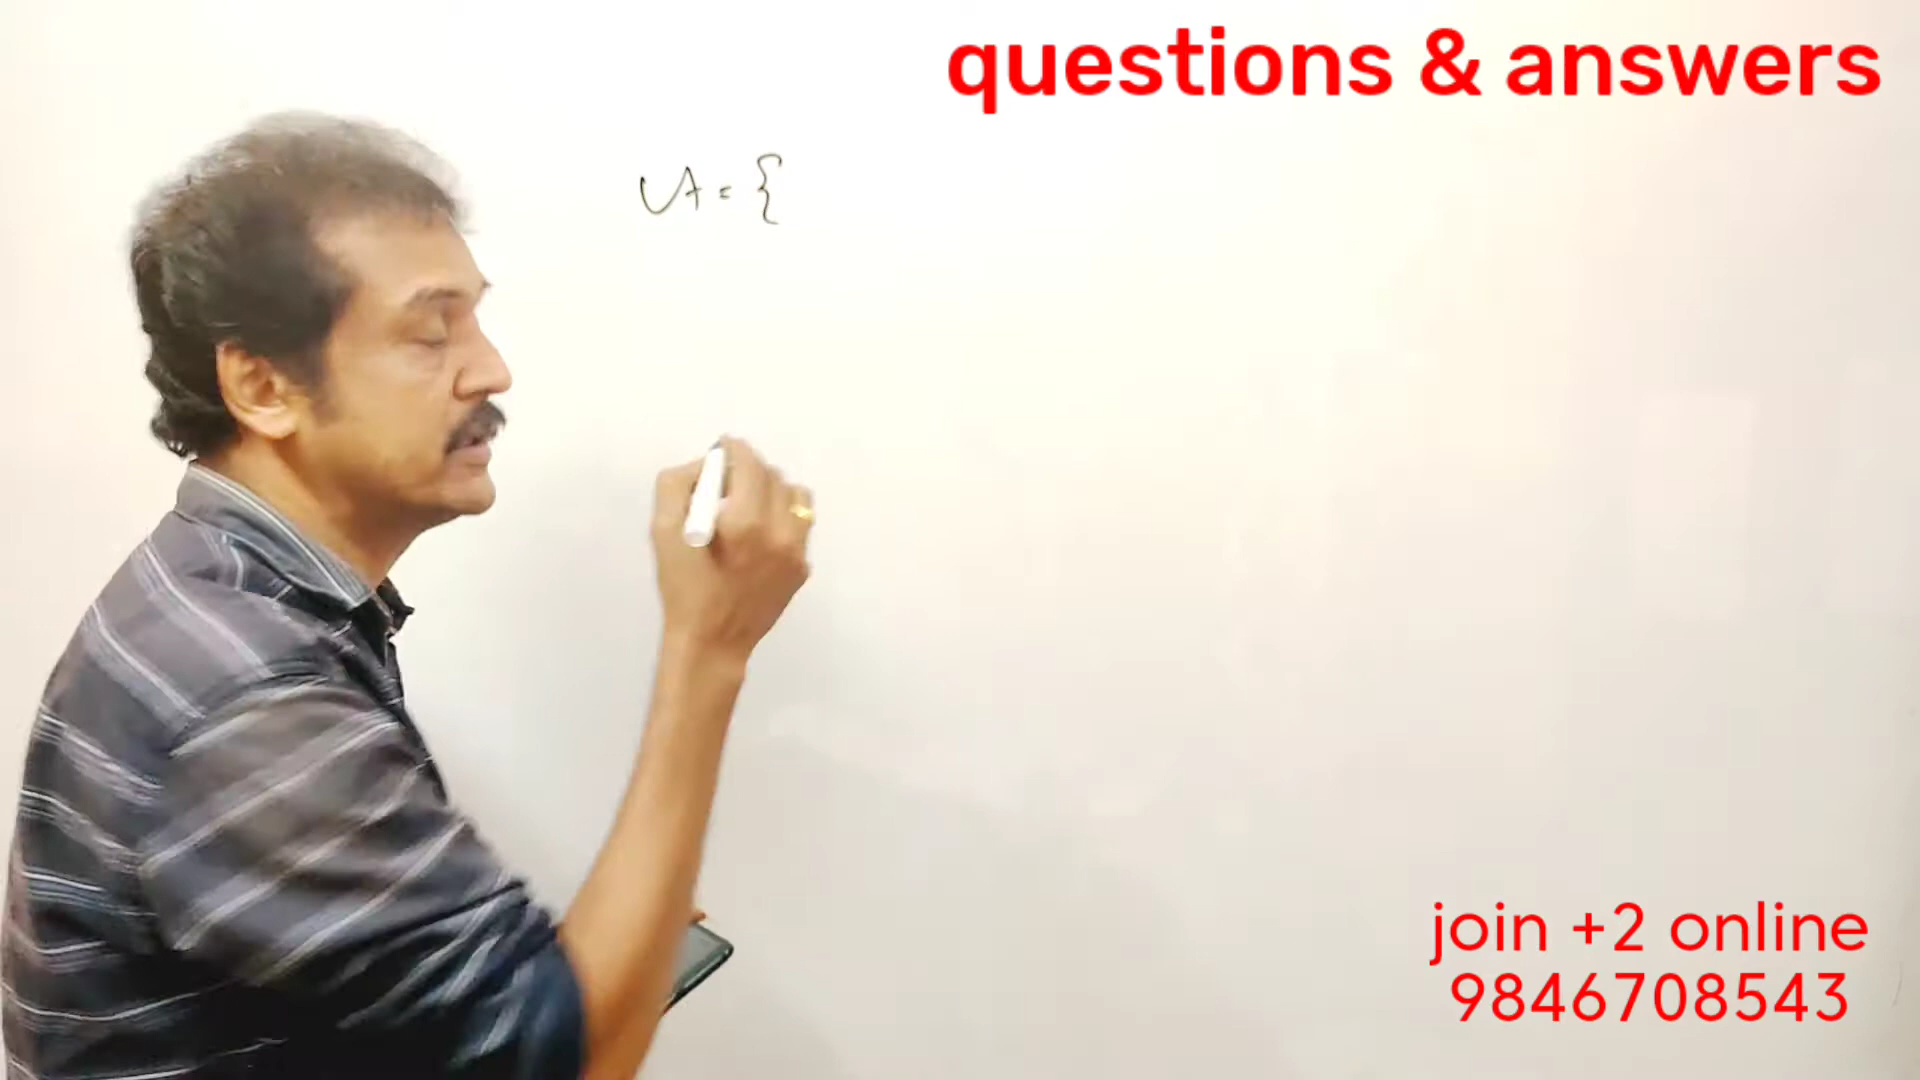 questions & answers
A = {
join +2 online
9846708543